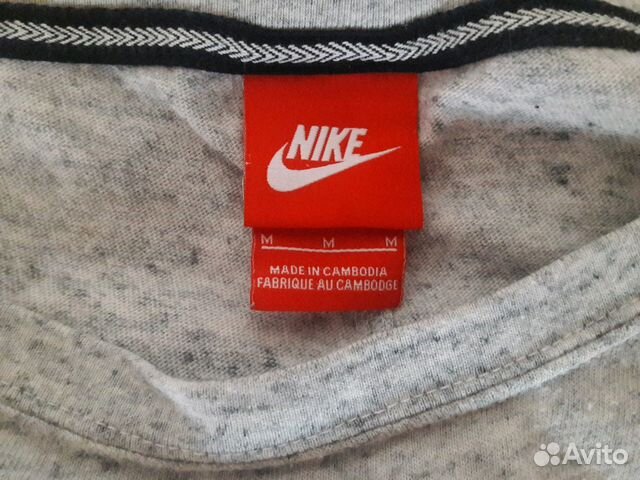 NIKE
M M M
MADE IN CAMBODIA
FABRIQUE AU CAMBODGE
Avito